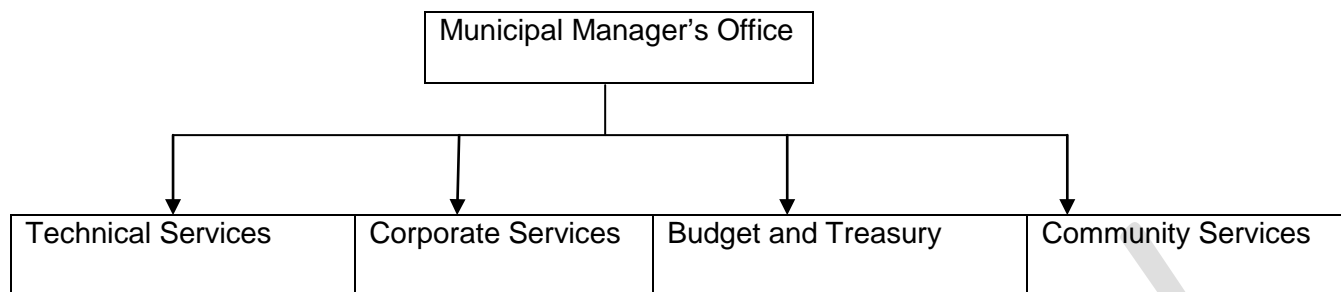 Municipal Manager’s Office
Technical Services
Corporate Services
Budget and Treasury
Community Services